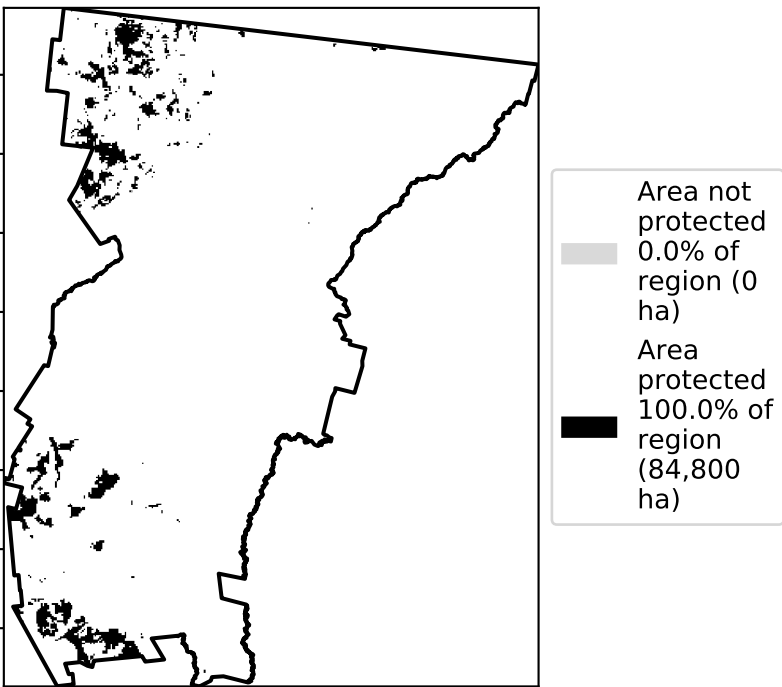 Area not
protected
0.0% of
region (0
ha)
Area
protected
100.0% of
region
(84,800
ha)